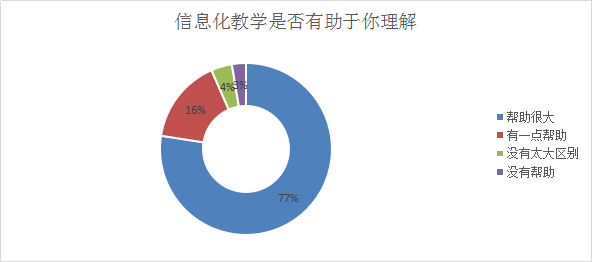 信息化教学是否有助于你理解
3%
4%
16%
77%
帮助很大
有一点帮助
没有太大区别
没有帮助